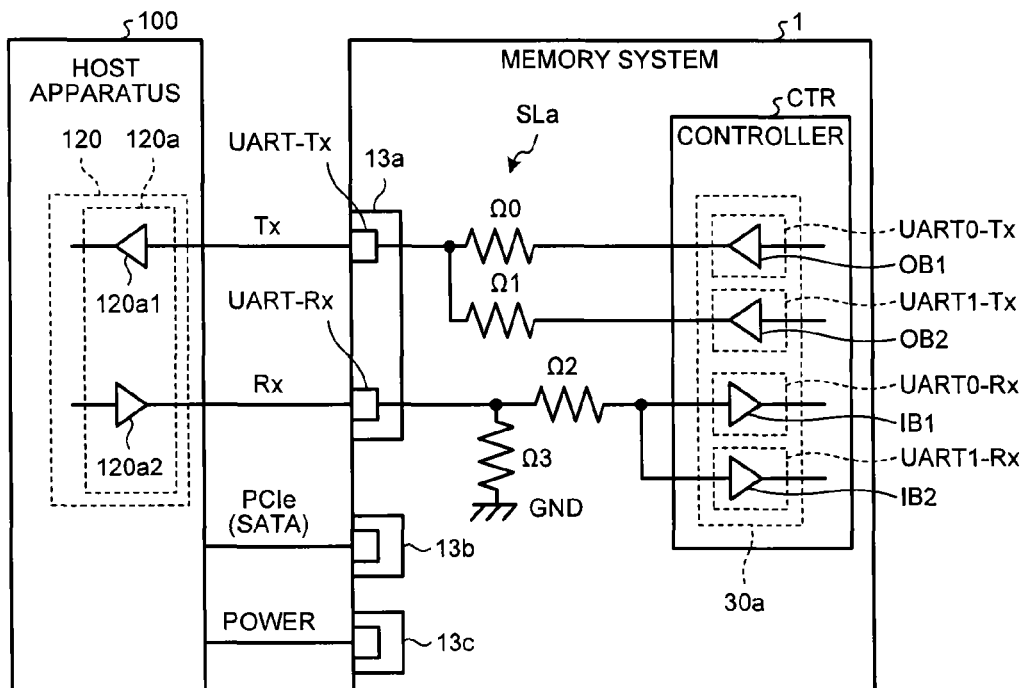 100
1
HOST
APPARATUS
MEMORY SYSTEM
CTR
CONTROLLER
SLa
120
120a
UART-Tx
13a
Tx
Ω0
UART0-Tx
OB1
120a1
UART-Rx
Ω1
UART1-Tx
OB2
Rx
Ω2
UART0-Rx
IB1
120a2
Ω3
UART1-Rx
IB2
PCIe
(SATA)
GND
13b
30a
POWER
13c